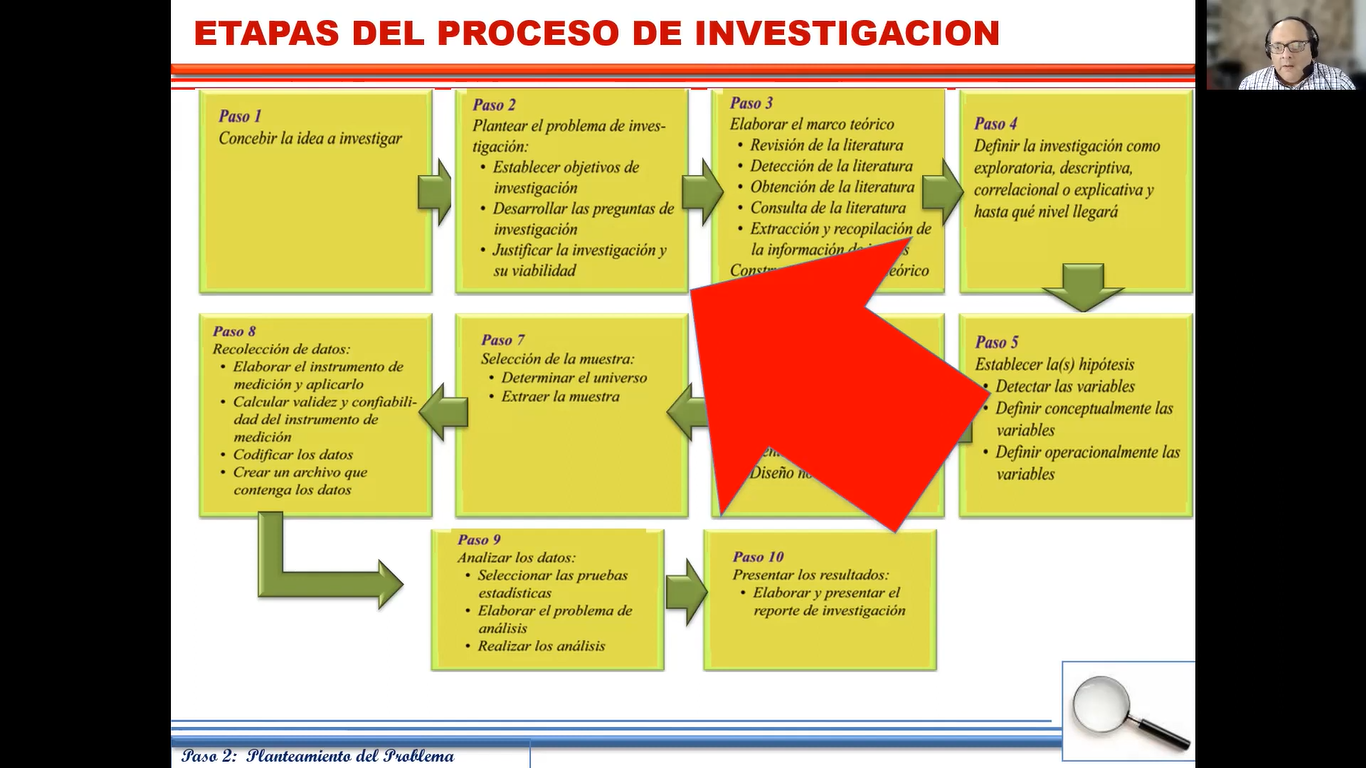 ETAPAS DEL PROCESO DE INVESTIGACION
Paso 1
Concebir la idea a investigar
Paso 2
Plantear el problema de inves-
tigación:
• Establecer objetivos de
investigación
• Desarrollar las preguntas de
investigación
• Justificar la investigación y
su viabilidad
Paso 3
Elaborar el marco teórico
• Revisión de la literatura
• Detección de la literatura
• Obtención de la literatura
• Consulta de la literatura
• Extracción y recopilación de
la información
Paso 4
Definir la investigación como
exploratoria, descriptiva,
correlacional o explicativa y
hasta qué nivel llegará
Paso 5
Establecer la(s) hipótesis
• Detectar las variables
• Definir conceptualmente las
variables
• Definir operacionalmente las
variables
Diseño
Paso 7
Selección de la muestra:
• Determinar el universo
• Extraer la muestra
Paso 8
Recolección de datos:
• Elaborar el instrumento de
medición y aplicarlo
• Calcular validez y confiabili-
dad del instrumento de
medición
• Codificar los datos
• Crear un archivo que
contenga los datos
Paso 9
Analizar los datos:
• Seleccionar las pruebas
estadísticas
• Elaborar el problema de
análisis
• Realizar los análisis
Paso 10
Presentar los resultados:
• Elaborar y presentar el
reporte de investigación
Paso 2: Planteamiento del Problema